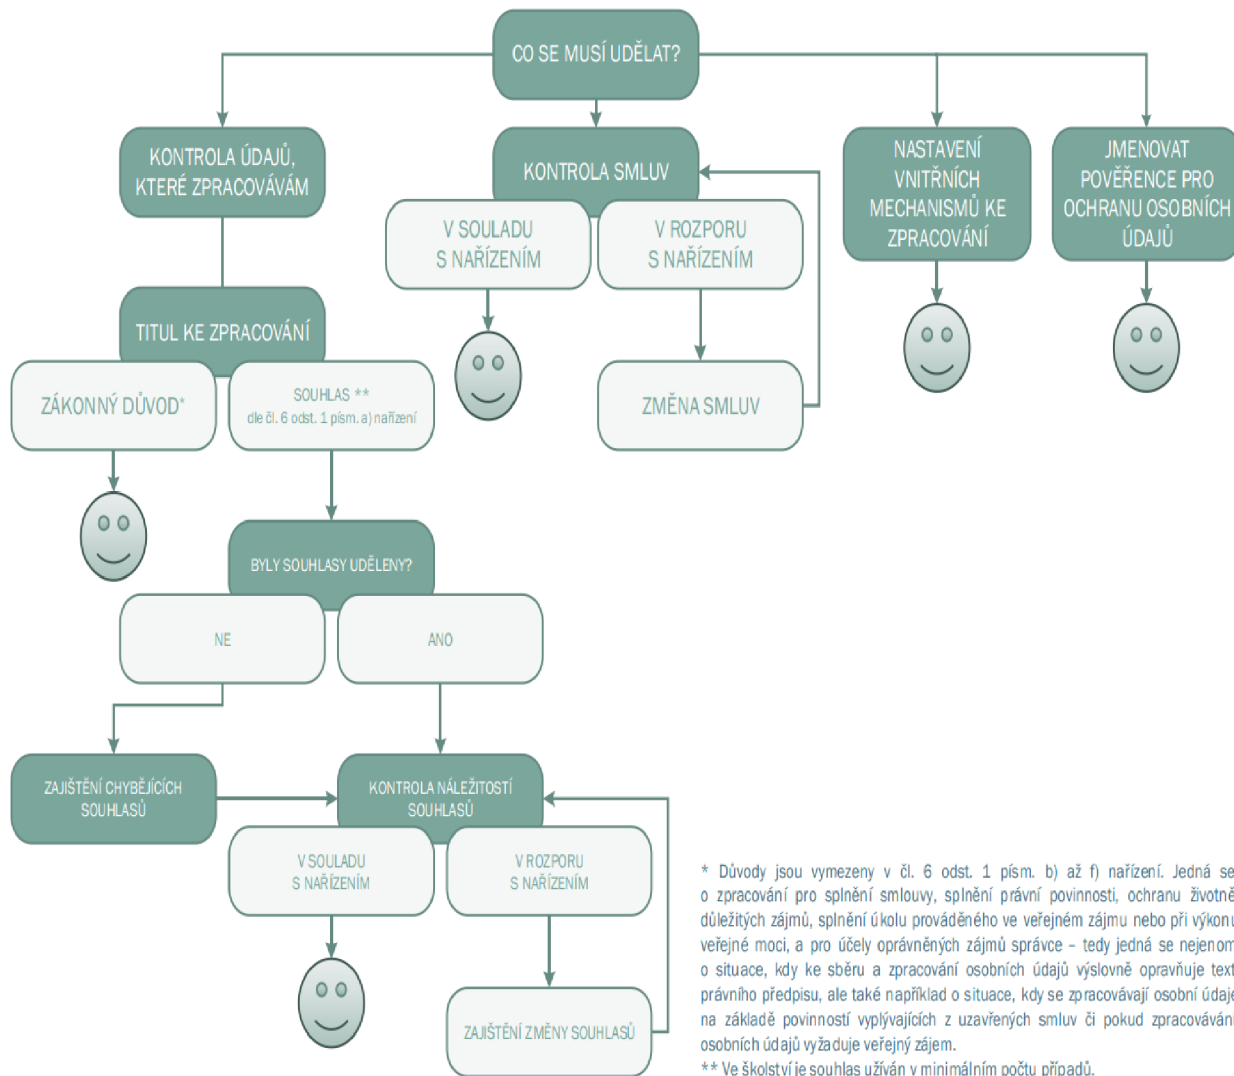 CO SE MUSÍ UDĚLAT?
KONTROLA ÚDAJŮ,
KTERÉ ZPRACOVÁVÁM
KONTROLA SMLUV
NASTAVENÍ
VNITŘNÍCH
MECHANISMŮ KE
ZPRACOVÁNÍ
JMENOVAT
POVĚŘENCE PRO
OCHRANU OSOBNÍCH
ÚDAJŮ
V SOULADU
S NAŘÍZENÍM
V ROZPORU
S NAŘÍZENÍM
TITUL KE ZPRACOVÁNÍ
ZÁKONNÝ DŮVOD*
SOUHLAS **
dle čl. 6 odst. 1 písm. a) nařízení
ZMĚNA SMLUV
BYLY SOUHLASY UDĚLENY?
NE
ANO
ZAJIŠTĚNÍ CHYBĚJÍCÍCH
SOUHLASŮ
KONTROLA NÁLEŽITOSTÍ
SOUHLASŮ
V SOULADU
S NAŘÍZENÍM
V ROZPORU
S NAŘÍZENÍM
ZAJIŠTĚNÍ ZMĚNY SOUHLASŮ
* Důvody jsou vymezeny v čl. 6 odst. 1 písm. b) až f) nařízení. Jedná se
o zpracování pro splnění smlouvy, splnění právní povinnosti, ochranu životně
důležitých zájmů, splnění úkolu prováděného ve veřejném zájmu nebo při výkonu
veřejné moci, a pro účely oprávněných zájmů správce – tedy jedná se nejenom
o situace, kdy ke sběru a zpracování osobních údajů výslovně opravňuje text
právního předpisu, ale také například o situace, kdy se zpracovávají osobní údaje
na základě povinností vyplývajících z uzavřených smluv či pokud zpracovávání
osobních údajů vyžaduje veřejný zájem.
** Ve školství je souhlas užíván v minimálním počtu případů.